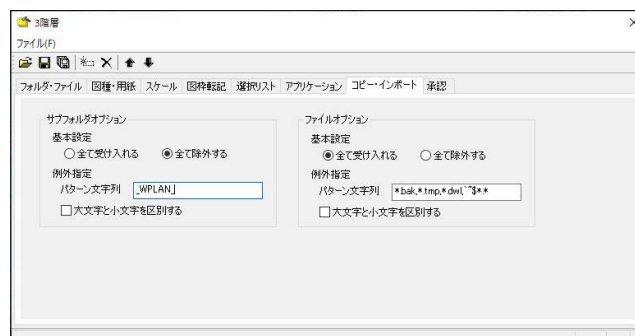 3階層
ファイル(F)
フォルダ・ファイル 図種・用紙 スケール 図枠転記 選択リスト アプリケーション コピー・インポート 承認
サブフォルダオプション
基本設定
全て受け入れる 全て除外する
例外指定
パターン文字列 _WPLAN_
大文字と小文字を区別する
ファイルオプション
基本設定
全て受け入れる 全て除外する
例外指定
パターン文字列 *bak,*.tmp,*.dwl,`~$*.*
大文字と小文字を区別する